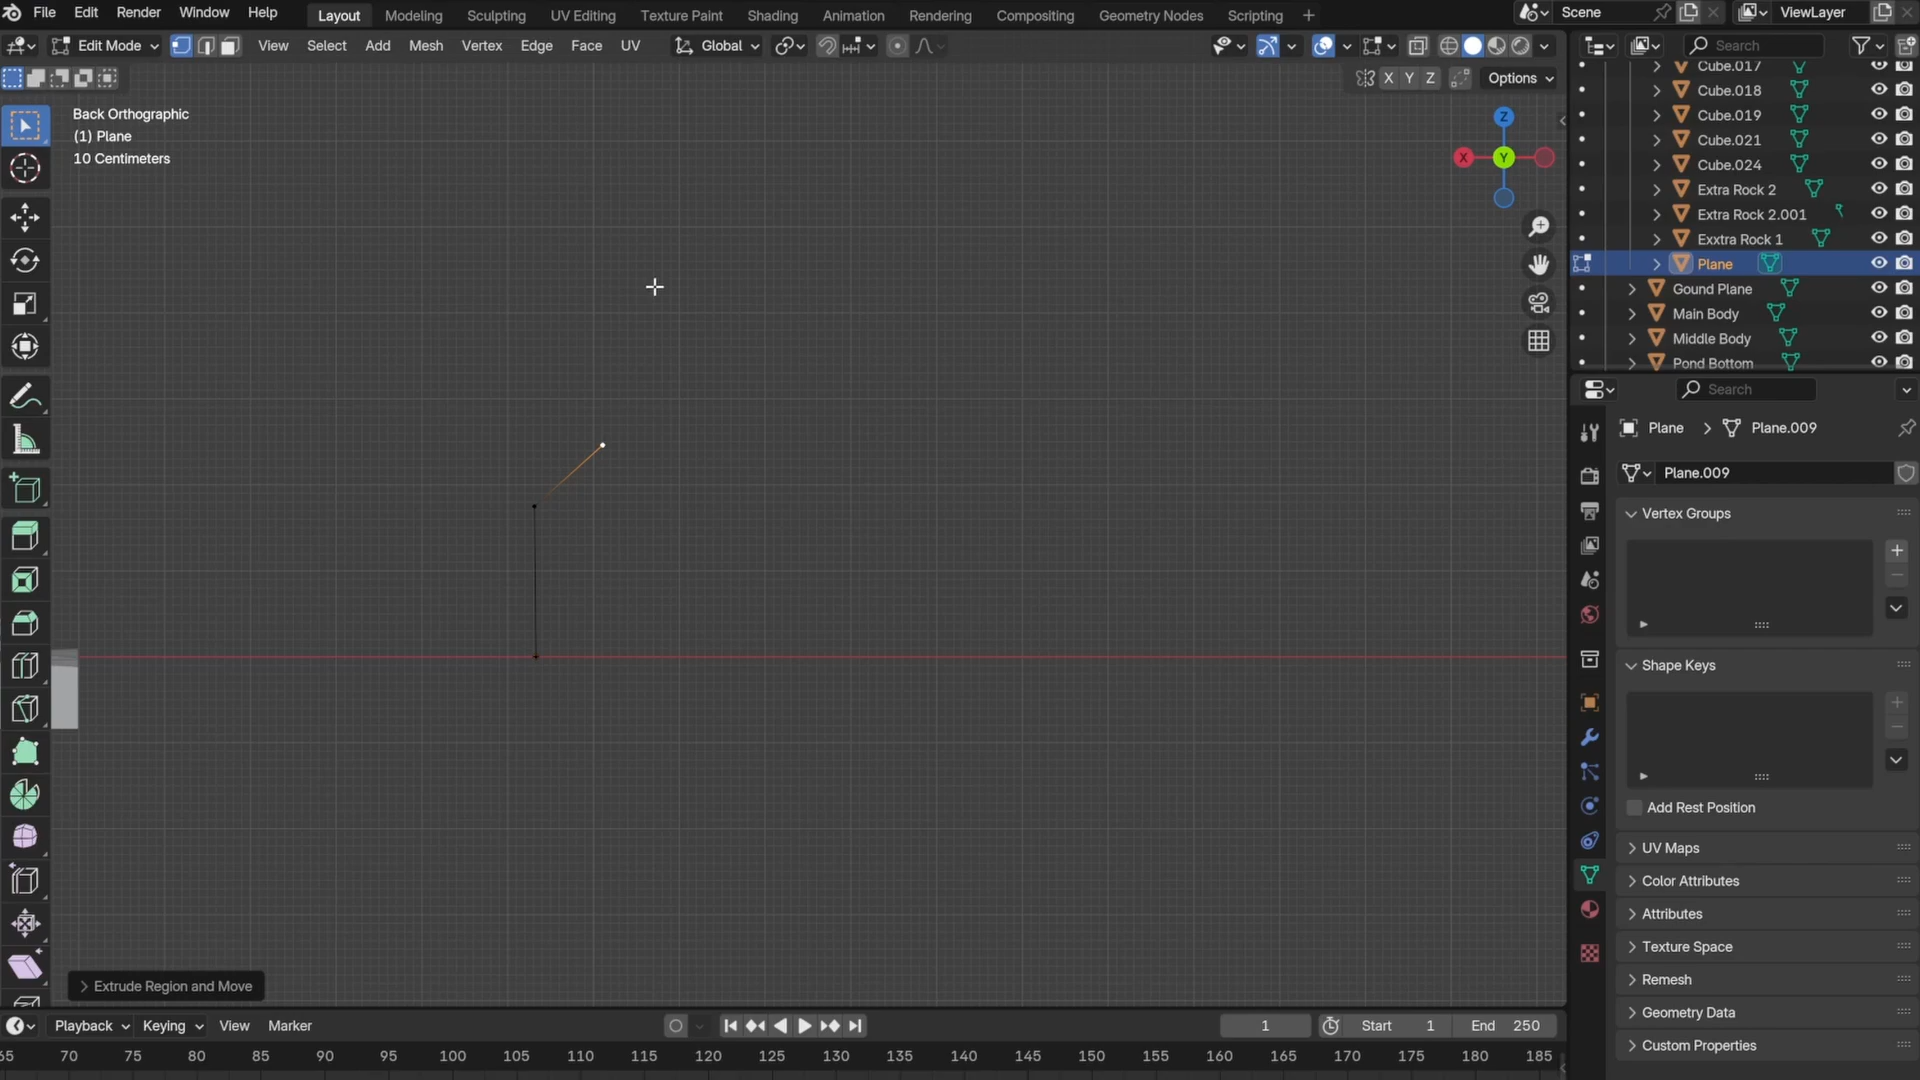 File Edit Render Window Help Layout Modeling Sculpting UV Editing Texture Paint Shading Animation Rendering Compositing Geometry Nodes Scripting Scene ViewLayer
Edit Mode View Select Add Mesh Vertex Edge Face UV Global Search
X Y Z Options
Back Orthographic
(1) Plane
10 Centimeters
Z
X
Y
Cube.017
Cube.018
Cube.019
Cube.021
Cube.024
Extra Rock 2
Extra Rock 2.001
Exxtra Rock 1
Plane
Gound Plane
Main Body
Middle Body
Pond Bottom
Search
Plane Plane.009
Plane.009
Vertex Groups
Shape Keys
Add Rest Position
UV Maps
Color Attributes
Attributes
Texture Space
Remesh
Geometry Data
Custom Properties
Extrude Region and Move
Playback Keying View Marker 1 Start 1 End 250
65 70 75 80 85 90 95 100 105 110 115 120 125 130 135 140 145 150 155 160 165 170 175 180 185